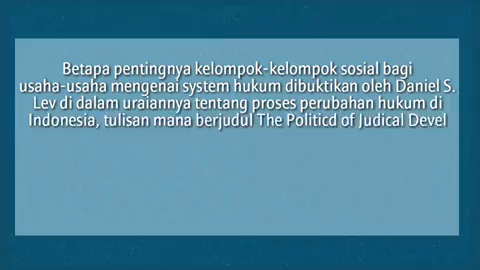 Betapa pentingnya kelompok-kelompok sosial bagi
usaha-usaha mengenai system hukum dibuktikan oleh Daniel S.
Lev di dalam uraiannya tentang proses perubahan hukum di
Indonesia, tulisan mana berjudul The Politicd of Judical Devel